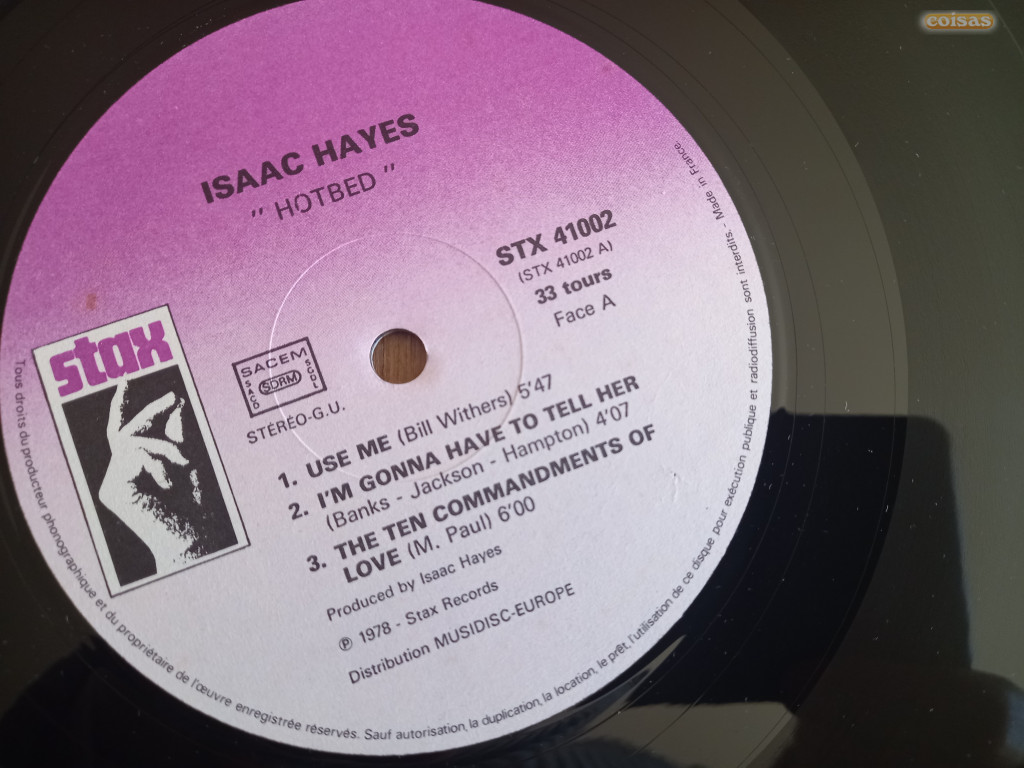 coisas
ISAAC HAYES
" HOTBED "
STX 41002
(STX 41002 A)
33 tours
Face A
stax
SACEM
SACD
SDRM
SGDL
STÉRÉO-G.U.
1. USE ME (Bill Withers) 5'47
2. I'M GONNA HAVE TO TELL HER
(Banks - Jackson - Hampton) 4'07
3. THE TEN COMMANDMENTS OF
LOVE (M. Paul) 6'00
Produced by Isaac Hayes
℗ 1978 - Stax Records
Distribution MUSIDISC-EUROPE
Tous droits du producteur phonographique et du propriétaire de l'œuvre enregistrée réservés. Sauf autorisation, la duplication, la location, le prêt, l'utilisation de ce disque pour exécution publique et radiodiffusion sont interdits. - Made in France.